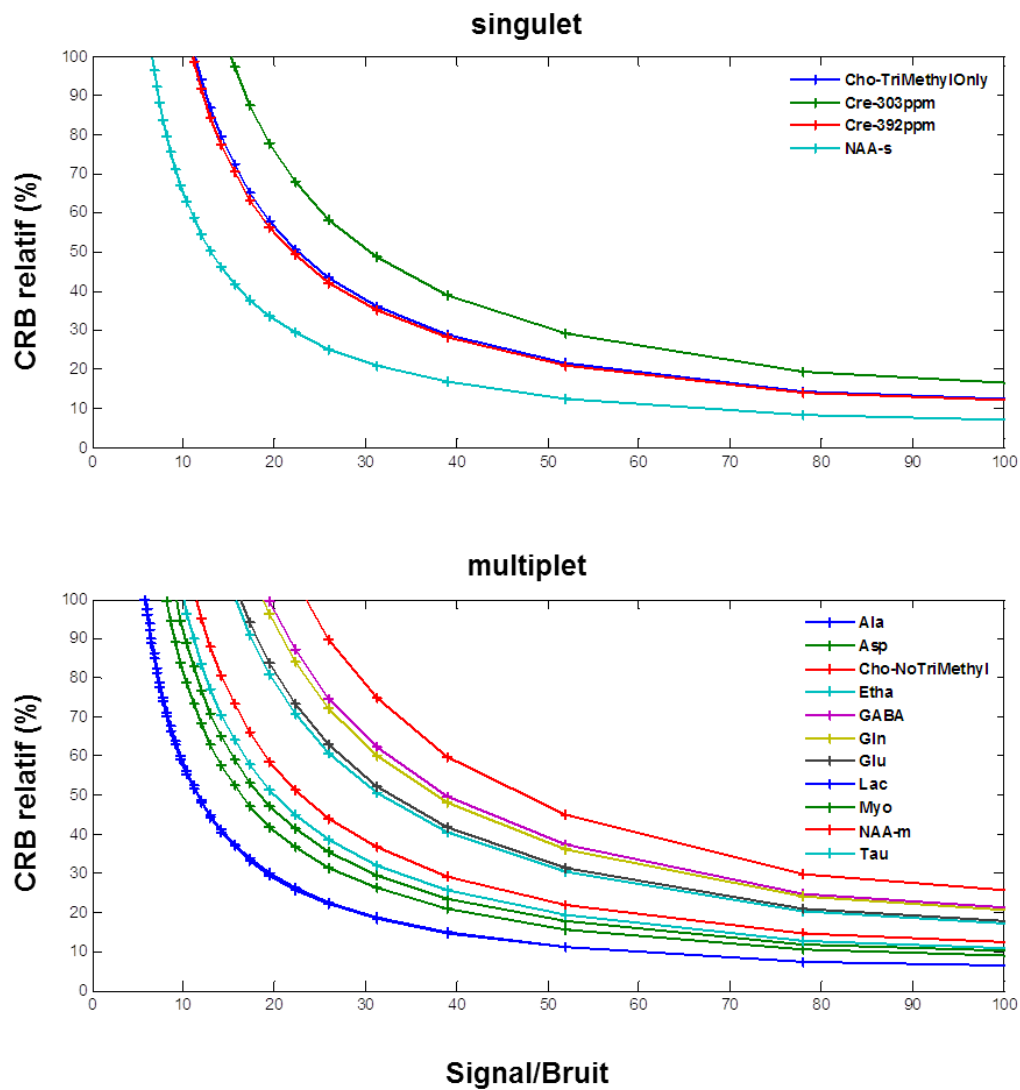 singulet
CRB relatif (%)
100
90
80
70
60
50
40
30
20
10
0
0 10 20 30 40 50 60 70 80 90 100
Cho-TriMethylOnly
Cre-303ppm
Cre-392ppm
NAA-s
multiplet
CRB relatif (%)
100
90
80
70
60
50
40
30
20
10
0
0 10 20 30 40 50 60 70 80 90 100
Ala
Asp
Cho-NoTriMethyl
Etha
GABA
Gln
Glu
Lac
Myo
NAA-m
Tau
Signal/Bruit